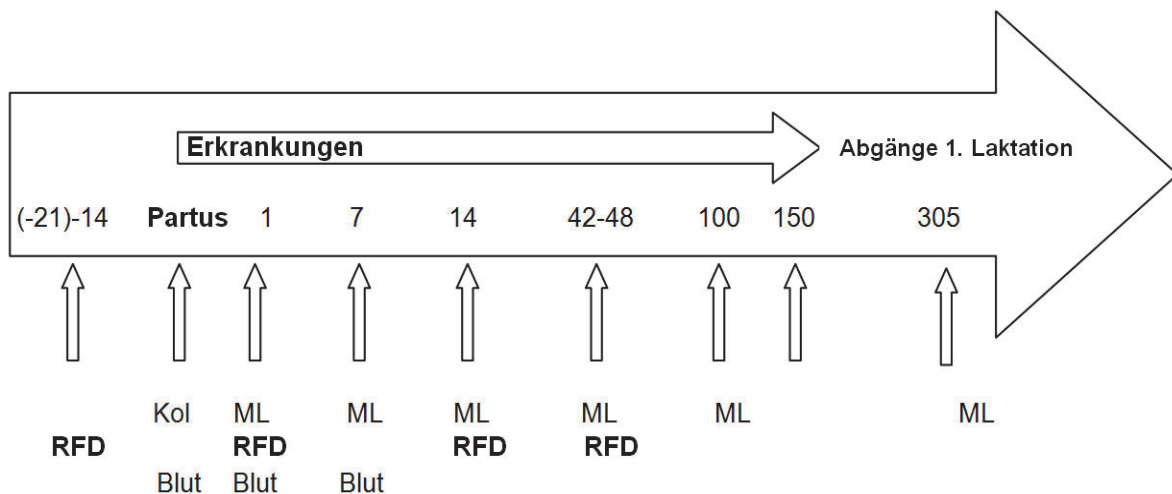 Erkrankungen Abgänge 1. Laktation
(-21)-14 Partus 1 7 14 42-48 100 150 305
Kol ML ML ML ML ML ML
RFD RFD RFD RFD
Blut Blut Blut